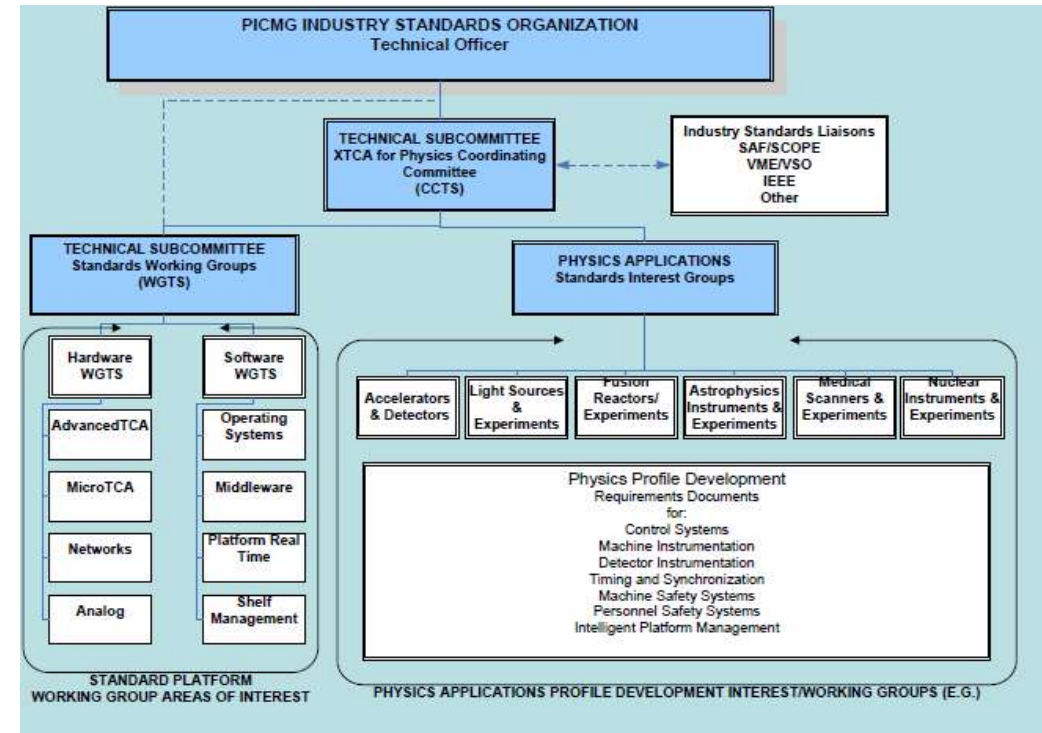 PICMG INDUSTRY STANDARDS ORGANIZATION
Technical Officer
TECHNICAL SUBCOMMITTEE
XTCA for Physics Coordinating
Committee
(CCTS)
Industry Standards Liaisons
SAF/SCOPE
VME/VSO
IEEE
Other
TECHNICAL SUBCOMMITTEE
Standards Working Groups
(WGTS)
PHYSICS APPLICATIONS
Standards Interest Groups
Hardware
WGTS
AdvancedTCA
MicroTCA
Networks
Analog
Software
WGTS
Operating
Systems
Middleware
Platform Real
Time
Shelf
Management
STANDARD PLATFORM
WORKING GROUP AREAS OF INTEREST
Accelerators
& Detectors
Light Sources
&
Experiments
Fusion
Reactors/
Experiments
Astrophysics
Instruments &
Experiments
Medical
Scanners &
Experiments
Nuclear
Instruments &
Experiments
Physics Profile Development
Requirements Documents
for:
Control Systems
Machine Instrumentation
Detector Instrumentation
Timing and Synchronization
Machine Safety Systems
Personnel Safety Systems
Intelligent Platform Management
PHYSICS APPLICATIONS PROFILE DEVELOPMENT INTEREST/WORKING GROUPS (E.G.)